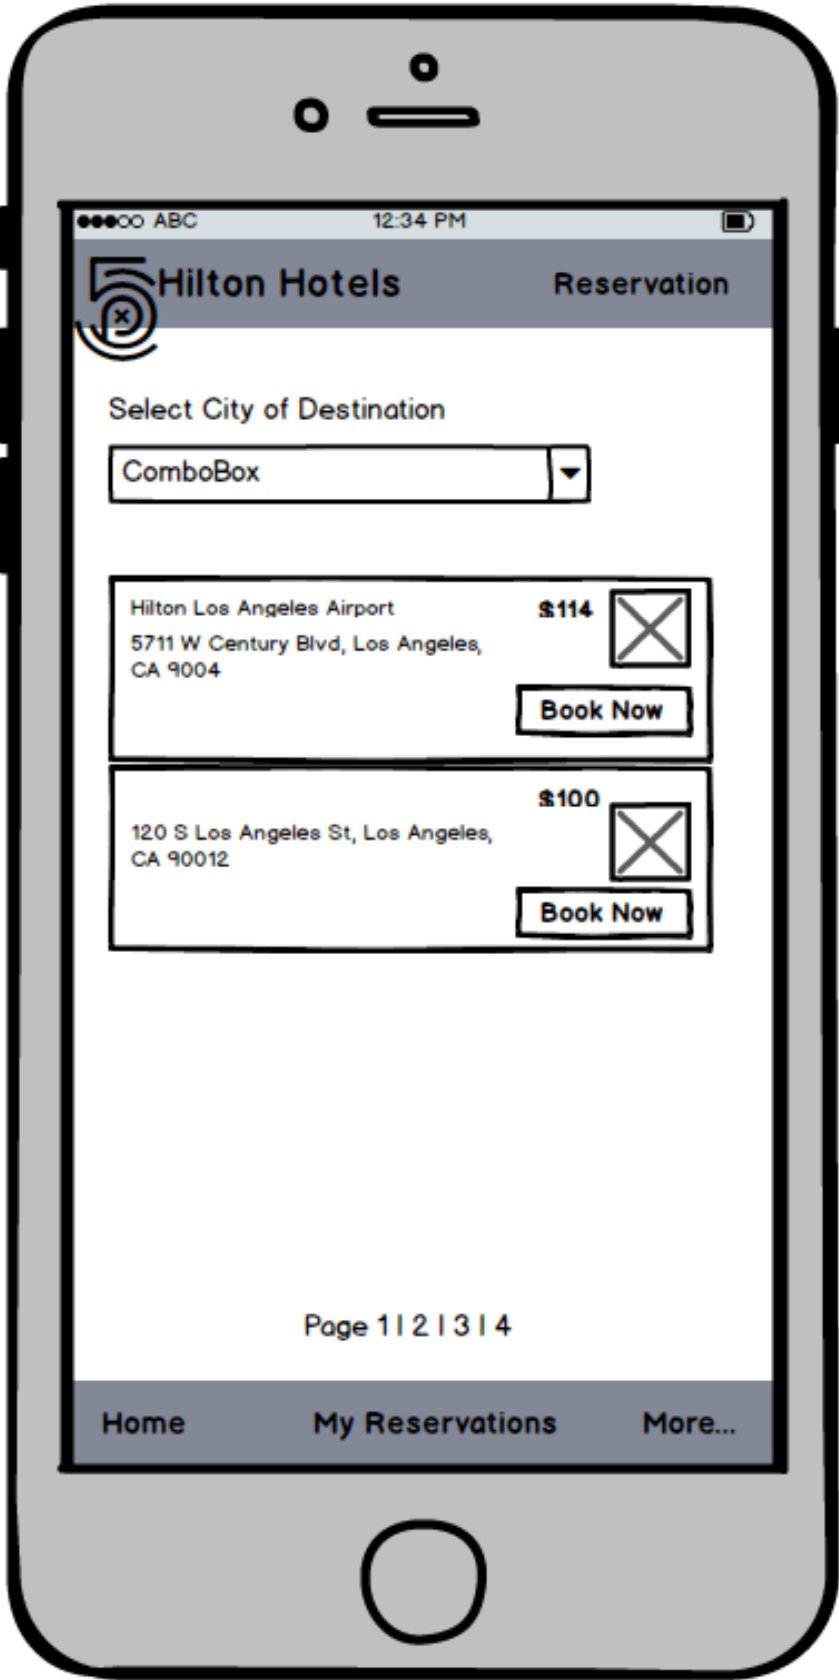 ABC 12:34 PM
Hilton Hotels Reservation
Select City of Destination
ComboBox
Hilton Los Angeles Airport $114
5711 W Century Blvd, Los Angeles,
CA 9004
Book Now
$100
120 S Los Angeles St, Los Angeles,
CA 90012
Book Now
Page 1 | 2 | 3 | 4
Home My Reservations More...